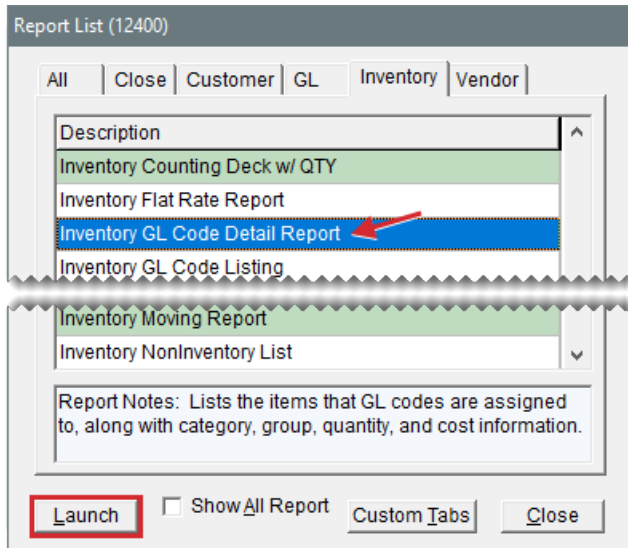 Report List (12400)
All Close Customer GL Inventory Vendor
Description
Inventory Counting Deck w/ QTY
Inventory Flat Rate Report
Inventory GL Code Detail Report
Inventory GL Code Listing
Inventory Moving Report
Inventory NonInventory List
Report Notes: Lists the items that GL codes are assigned
to, along with category, group, quantity, and cost information.
Launch Show All Report Custom Tabs Close